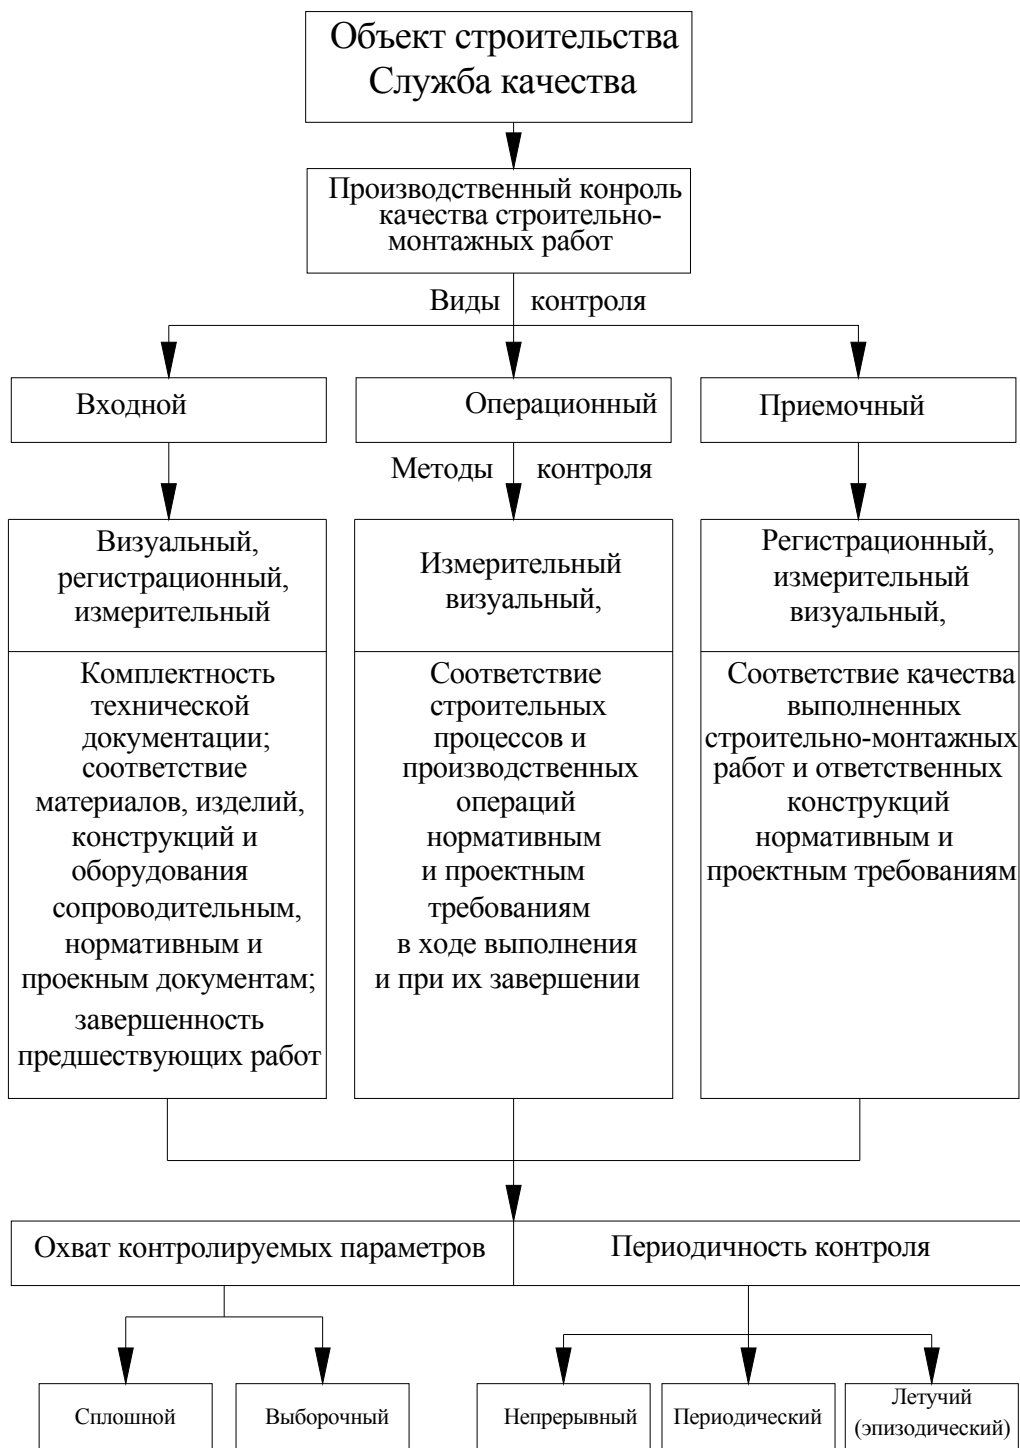 Объект строительства
Служба качества
Производственный конроль
качества строительно-
монтажных работ
Виды контроля
Входной
Операционный
Приемочный
Методы контроля
Визуальный,
регистрационный,
измерительный
Измерительный
визуальный,
Регистрационный,
измерительный
визуальный,
Комплектность
технической
документации;
соответствие
материалов, изделий,
конструкций и
оборудования
сопроводительным,
нормативным и
проекным документам;
завершенность
предшествующих работ
Соответствие
строительных
процессов и
производственных
операций
нормативным
и проектным
требованиям
в ходе выполнения
и при их завершении
Соответствие качества
выполненных
строительно-монтажных
работ и ответственных
конструкций
нормативным и
проектным требованиям
Охват контролируемых параметров
Периодичность контроля
Сплошной
Выборочный
Непрерывный
Периодический
Летучий
(эпизодический)